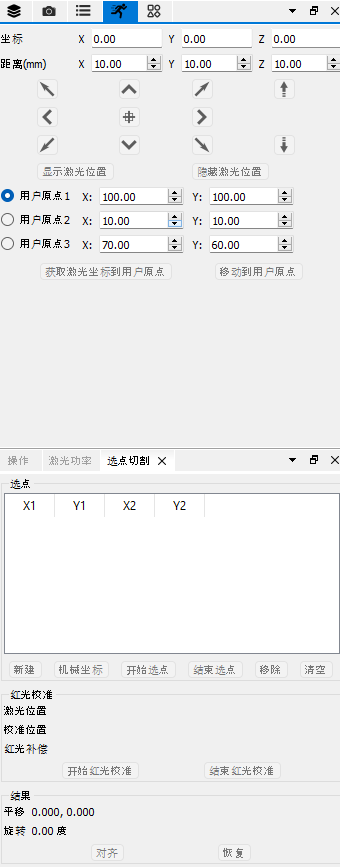 坐标 X 0.00 Y 0.00 Z 0.00
距离(mm) X 10.00 Y 10.00 Z 10.00
显示激光位置 隐藏激光位置
用户原点1 X: 100.00 Y: 100.00
用户原点2 X: 10.00 Y: 10.00
用户原点3 X: 70.00 Y: 60.00
获取激光坐标到用户原点 移动到用户原点
操作 激光功率 选点切割
选点
X1 Y1 X2 Y2
新建 机械坐标 开始选点 结束选点 移除 清空
红光校准
激光位置
校准位置
红光补偿
开始红光校准 结束红光校准
结果
平移 0.000, 0.000
旋转 0.00 度
对齐 恢复